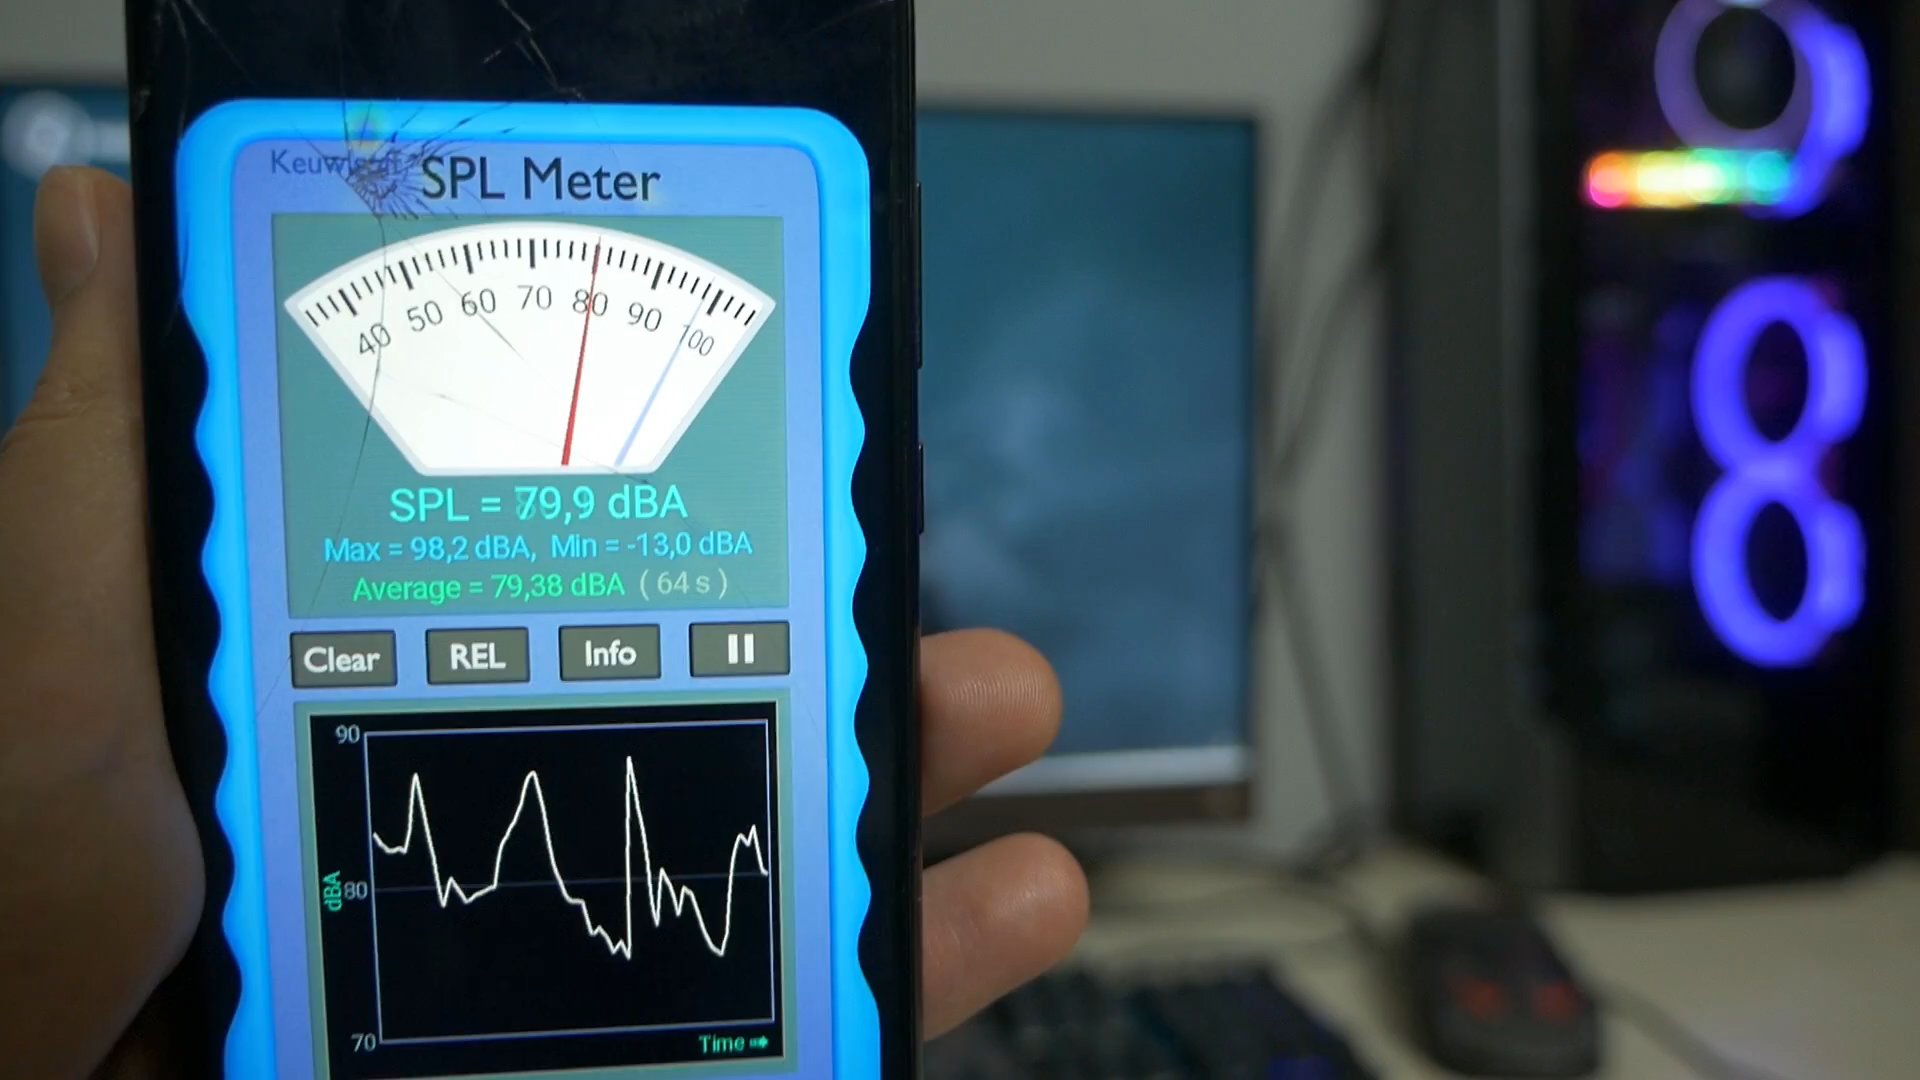 Keuwlsoft SPL Meter
40 50 60 70 80 90 100
SPL = 79,9 dBA
Max = 98,2 dBA, Min = -13,0 dBA
Average = 79,38 dBA (64 s)
Clear REL Info
90
dBA 80
70 Time